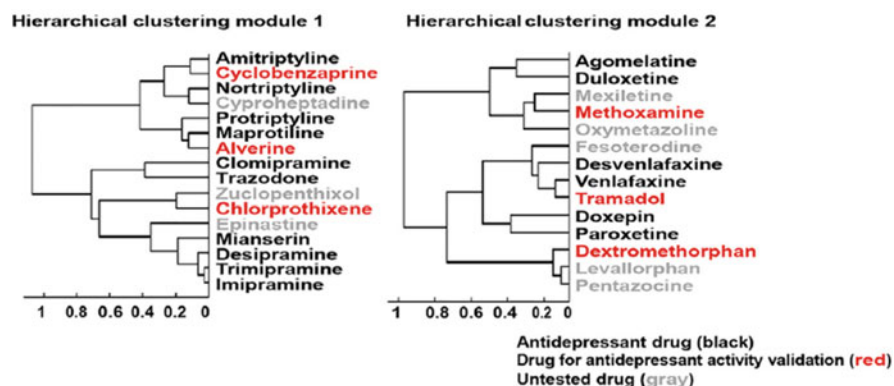 Hierarchical clustering module 1
Amitriptyline
Cyclobenzaprine
Nortriptyline
Cyproheptadine
Protriptyline
Maprotiline
Alverine
Clomipramine
Trazodone
Zuclopenthixol
Chlorprothixene
Epinastine
Mianserin
Desipramine
Trimipramine
Imipramine
1 0.8 0.6 0.4 0.2 0
Hierarchical clustering module 2
Agomelatine
Duloxetine
Mexiletine
Methoxamine
Oxymetazoline
Fesoterodine
Desvenlafaxine
Venlafaxine
Tramadol
Doxepin
Paroxetine
Dextromethorphan
Levallorphan
Pentazocine
1 0.8 0.6 0.4 0.2 0
Antidepressant drug (black)
Drug for antidepressant activity validation (red)
Untested drug (gray)